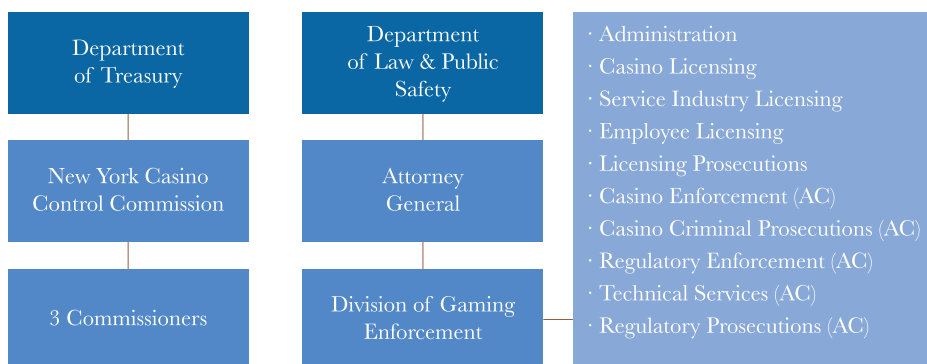 Department
of Treasury
New York Casino
Control Commission
3 Commissioners
Department
of Law & Public
Safety
Attorney
General
Division of Gaming
Enforcement
· Administration
· Casino Licensing
· Service Industry Licensing
· Employee Licensing
· Licensing Prosecutions
· Casino Enforcement (AC)
· Casino Criminal Prosecutions (AC)
· Regulatory Enforcement (AC)
· Technical Services (AC)
· Regulatory Prosecutions (AC)